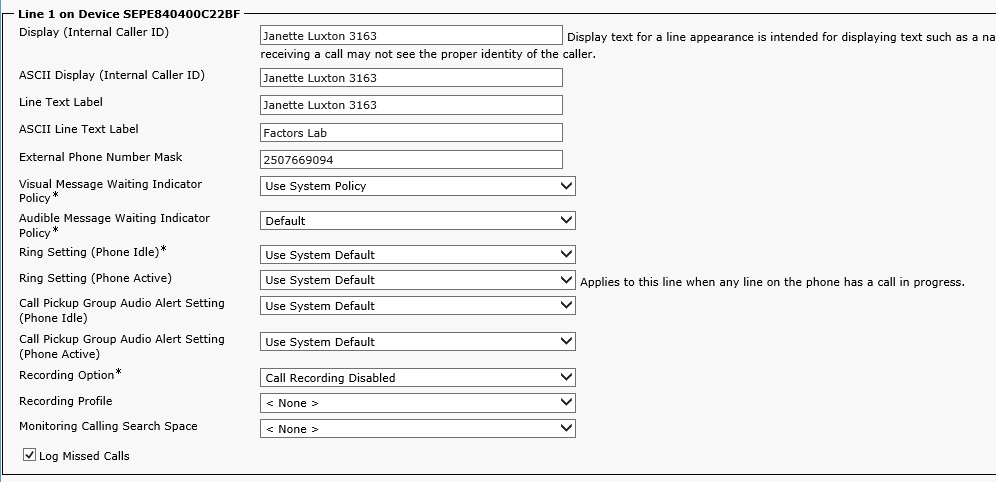 Line 1 on Device SEPE840400C22BF
Display (Internal Caller ID)
Janette Luxton 3163
Display text for a line appearance is intended for displaying text such as a na
receiving a call may not see the proper identity of the caller.
ASCII Display (Internal Caller ID)
Janette Luxton 3163
Line Text Label
Janette Luxton 3163
ASCII Line Text Label
Factors Lab
External Phone Number Mask
2507669094
Visual Message Waiting Indicator
Policy*
Use System Policy
Audible Message Waiting Indicator
Policy*
Default
Ring Setting (Phone Idle)*
Use System Default
Ring Setting (Phone Active)
Use System Default
Applies to this line when any line on the phone has a call in progress.
Call Pickup Group Audio Alert Setting
(Phone Idle)
Use System Default
Call Pickup Group Audio Alert Setting
(Phone Active)
Use System Default
Recording Option*
Call Recording Disabled
Recording Profile
< None >
Monitoring Calling Search Space
< None >
Log Missed Calls